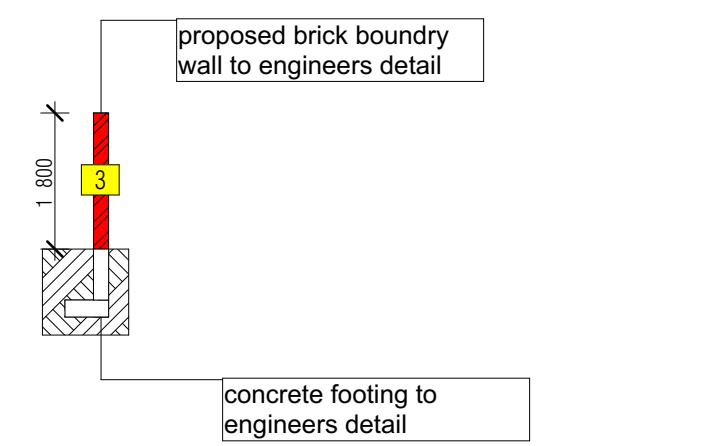 proposed brick boundry
wall to engineers detail
1 800
3
concrete footing to
engineers detail